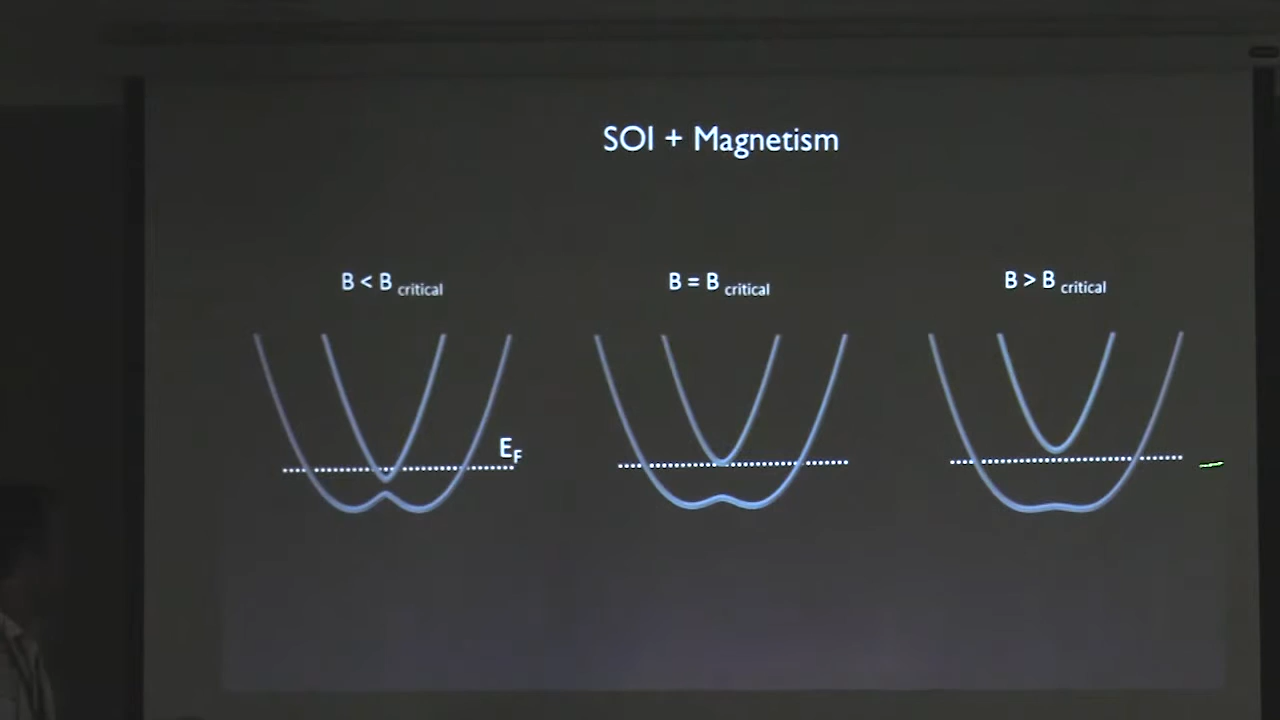 SOI + Magnetism
B < B critical
B = B critical
B > B critical
EF